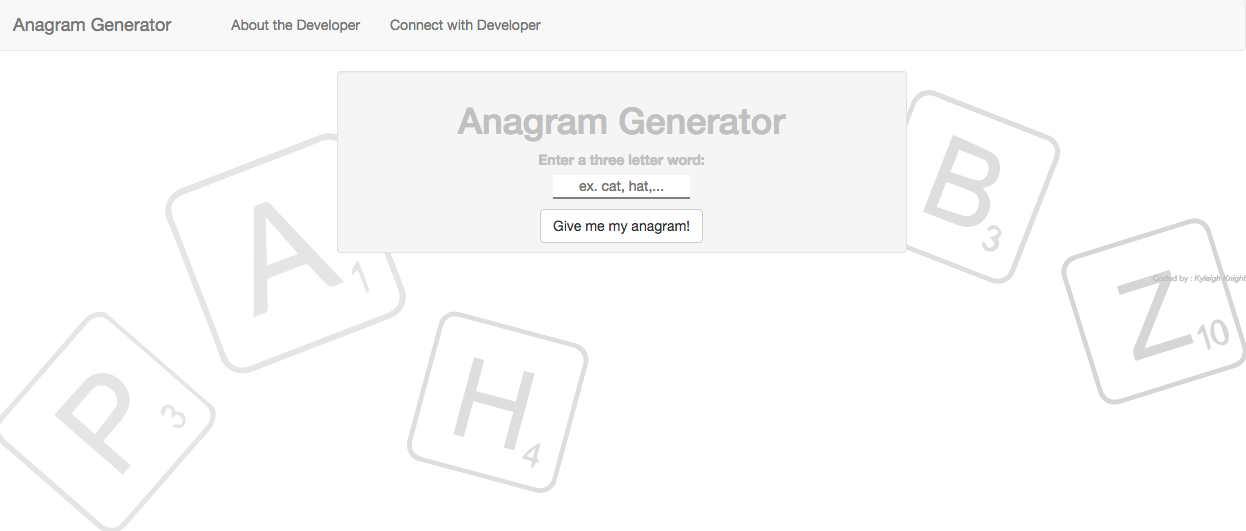 Anagram Generator
About the Developer
Connect with Developer
Anagram Generator
Enter a three letter word:
ex. cat, hat,...
Give me my anagram!
B
3
A
1
Z
10
Coded by : Kyleigh Knight
P
3
H
4